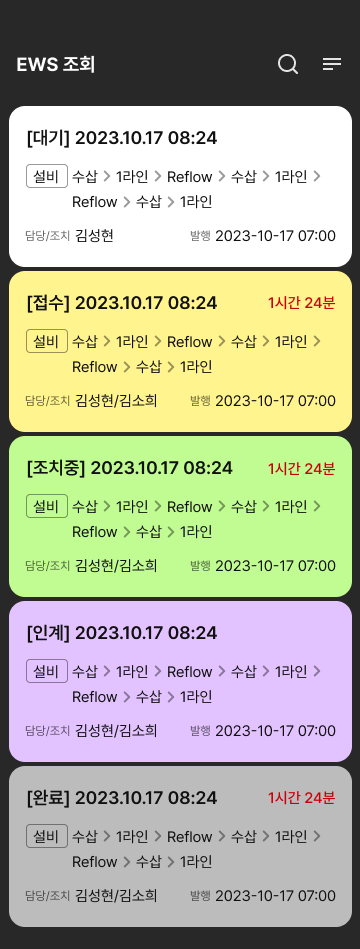 EWS 조회
[대기] 2023.10.17 08:24
설비 수삽 > 1라인 > Reflow > 수삽 > 1라인 >
Reflow > 수삽 > 1라인
담당/조치 김성현 발행 2023-10-17 07:00
[접수] 2023.10.17 08:24 1시간 24분
설비 수삽 > 1라인 > Reflow > 수삽 > 1라인 >
Reflow > 수삽 > 1라인
담당/조치 김성현/김소희 발행 2023-10-17 07:00
[조치중] 2023.10.17 08:24 1시간 24분
설비 수삽 > 1라인 > Reflow > 수삽 > 1라인 >
Reflow > 수삽 > 1라인
담당/조치 김성현/김소희 발행 2023-10-17 07:00
[인계] 2023.10.17 08:24
설비 수삽 > 1라인 > Reflow > 수삽 > 1라인 >
Reflow > 수삽 > 1라인
담당/조치 김성현/김소희 발행 2023-10-17 07:00
[완료] 2023.10.17 08:24 1시간 24분
설비 수삽 > 1라인 > Reflow > 수삽 > 1라인 >
Reflow > 수삽 > 1라인
담당/조치 김성현/김소희 발행 2023-10-17 07:00